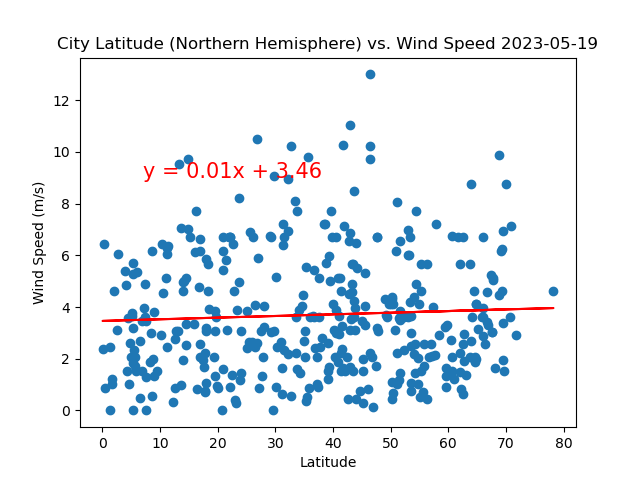 City Latitude (Northern Hemisphere) vs. Wind Speed 2023-05-19
Wind Speed (m/s)
12
10
8
6
4
2
0
y = 0.01x + 3.46
0 10 20 30 40 50 60 70 80
Latitude